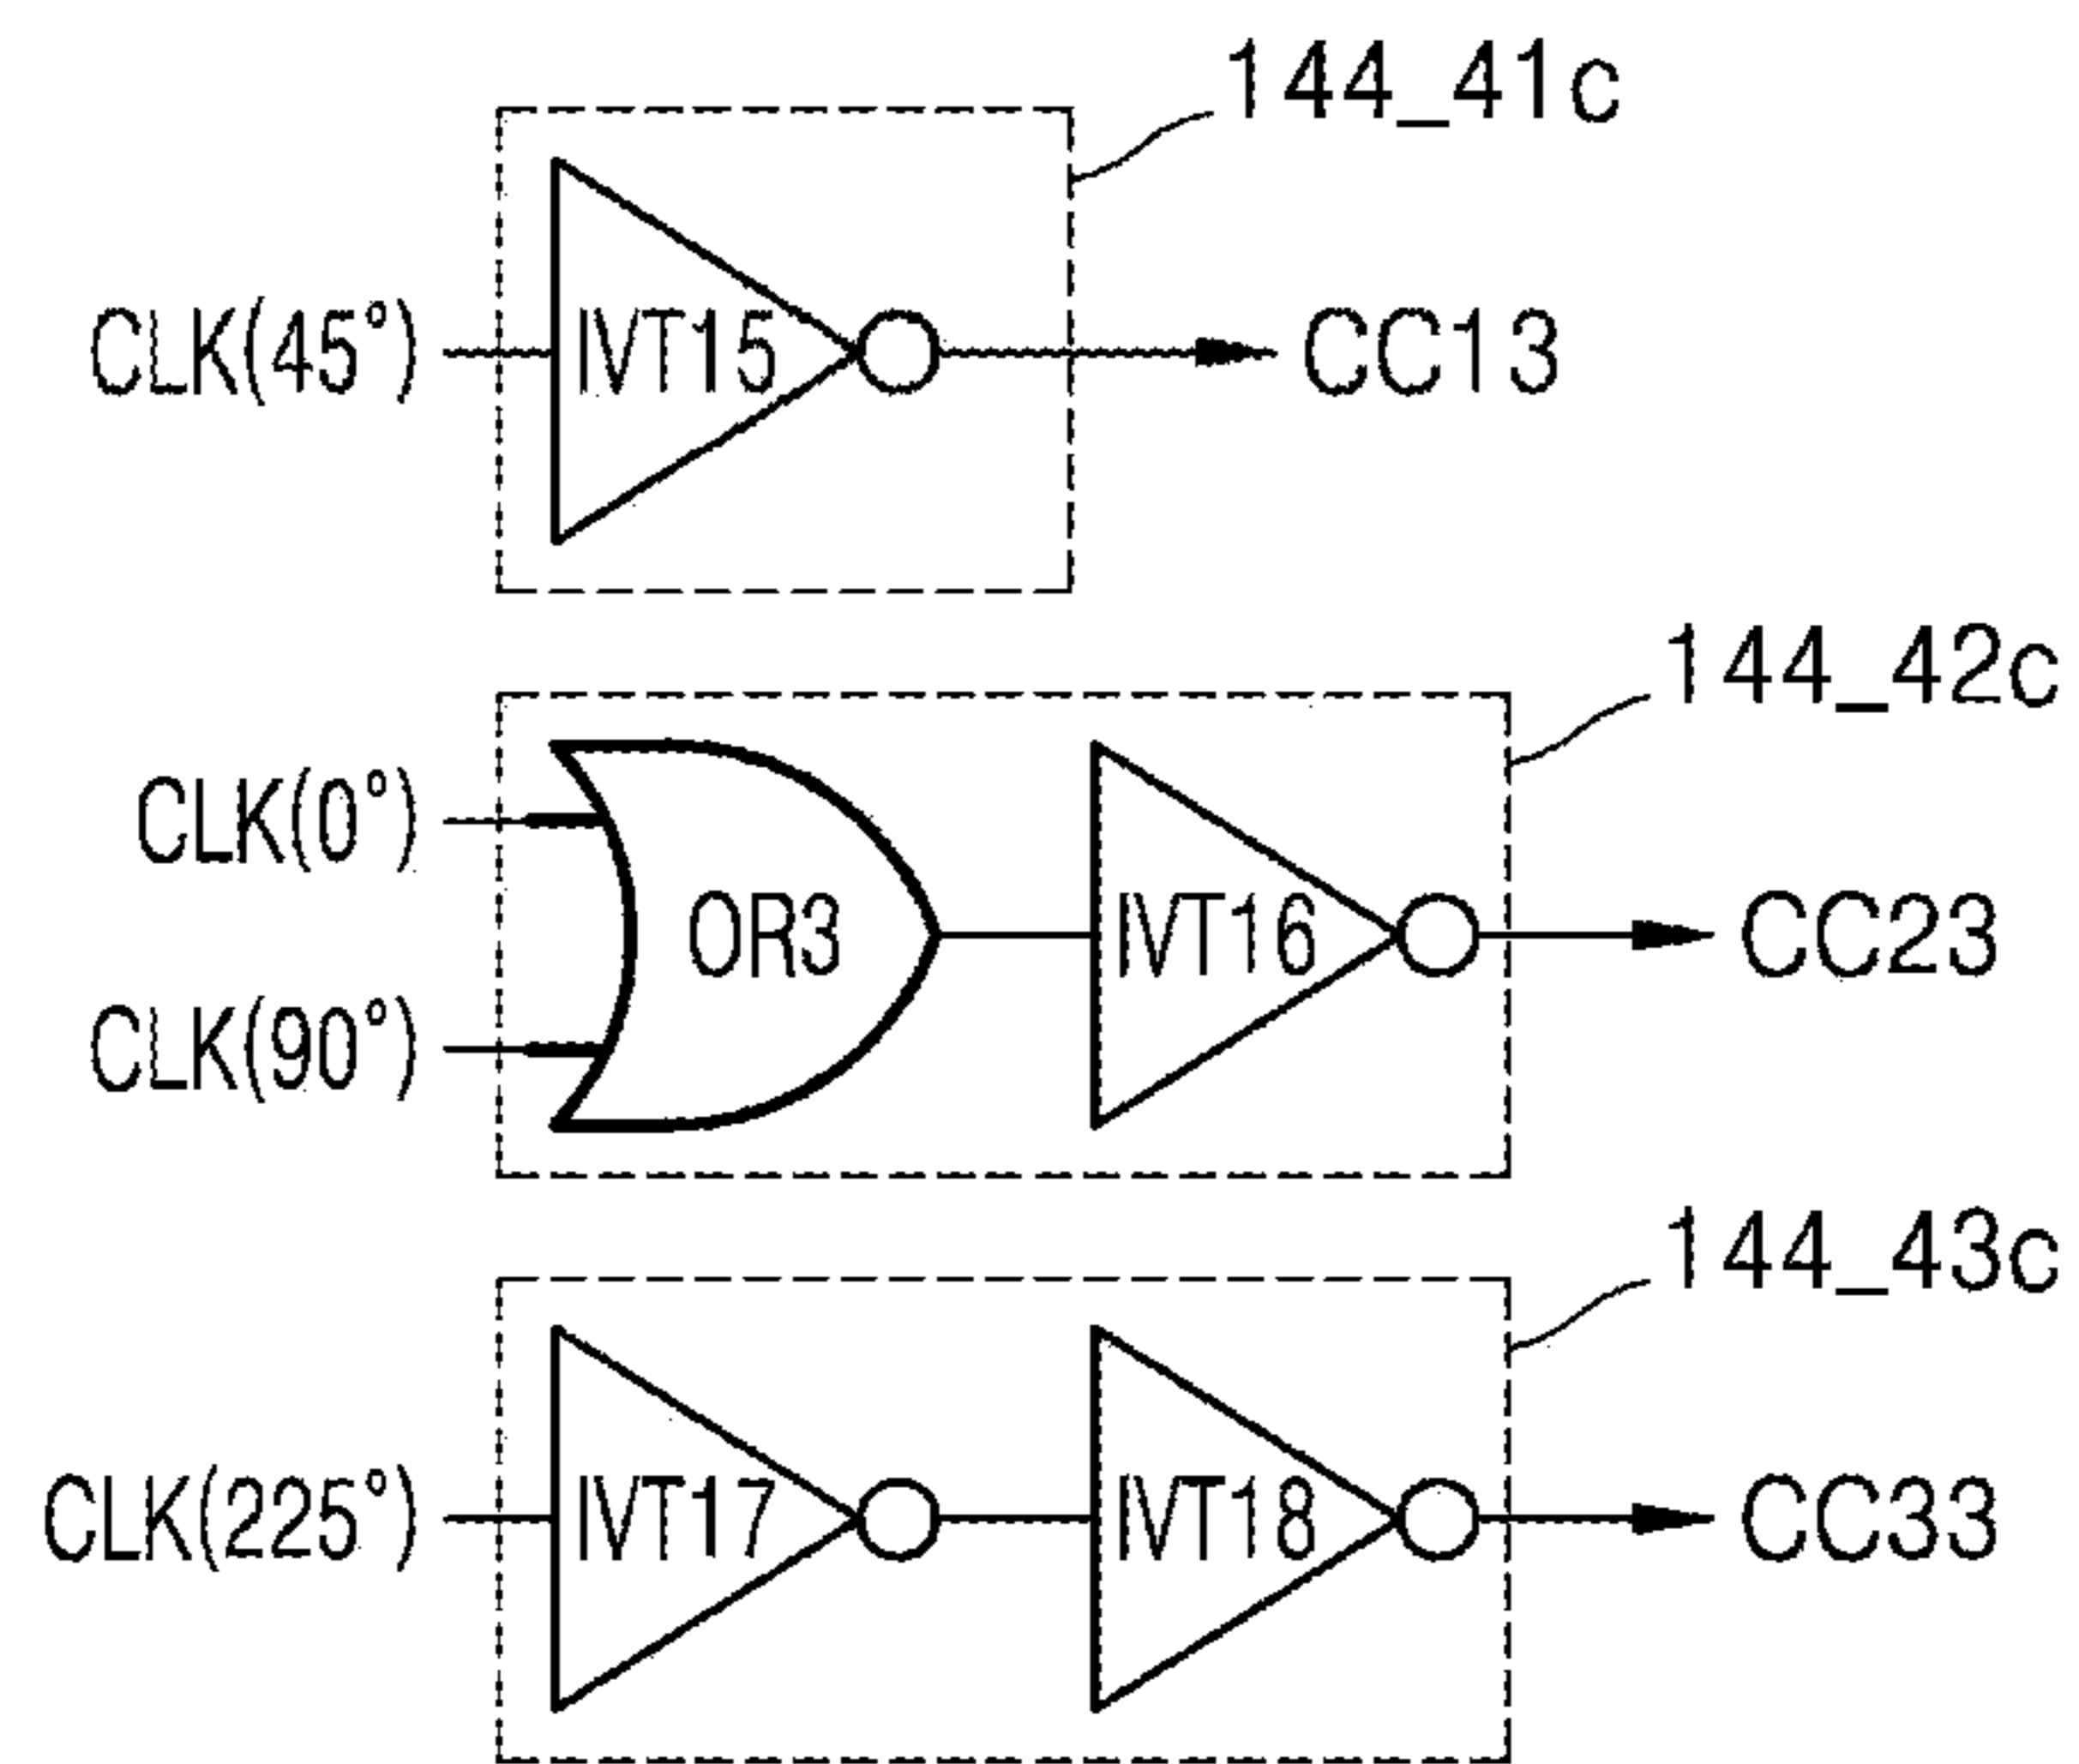 144_41c
CLK(45°)
IVT15
CC13
144_42c
CLK(0°)
CLK(90°)
OR3
IVT16
CC23
144_43c
CLK(225°)
IVT17
IVT18
CC33